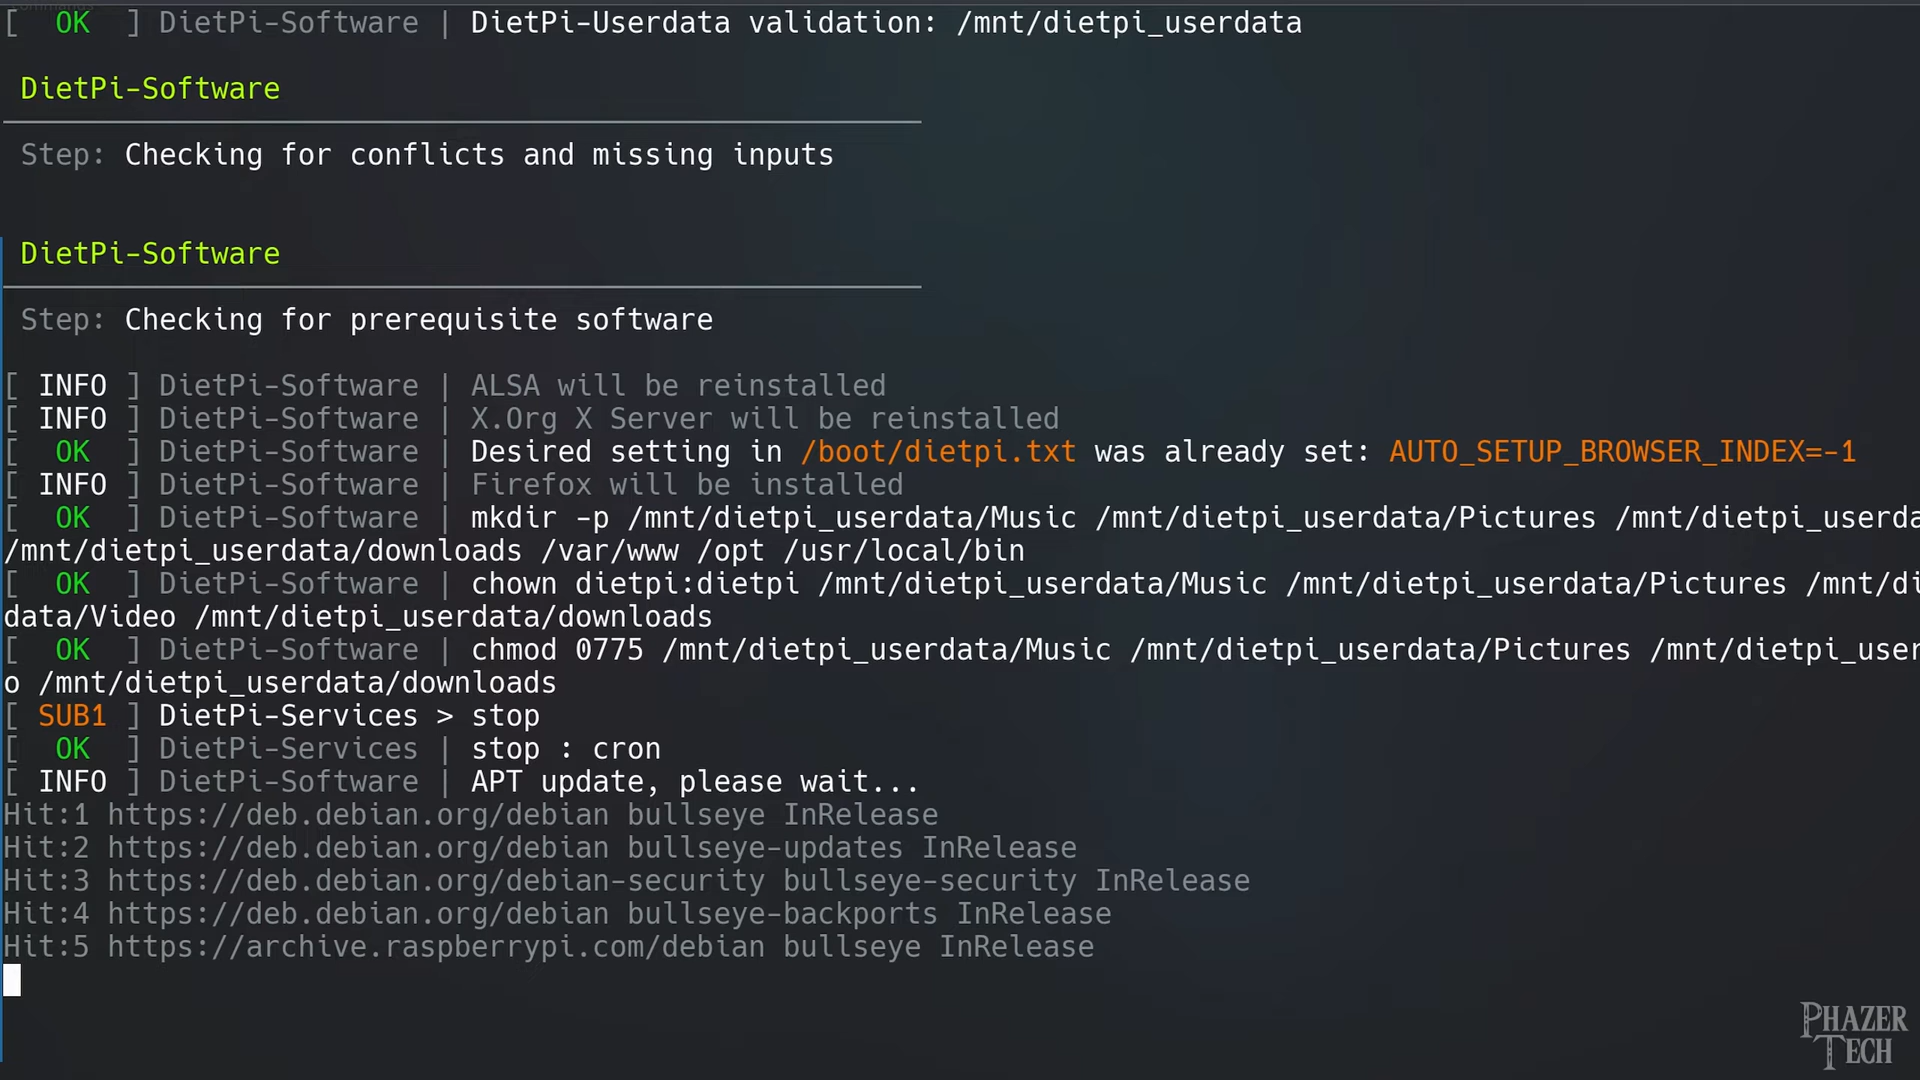 [  OK  ] DietPi-Software | DietPi-Userdata validation: /mnt/dietpi_userdata
DietPi-Software
Step: Checking for conflicts and missing inputs
DietPi-Software
Step: Checking for prerequisite software
[ INFO ] DietPi-Software | ALSA will be reinstalled
[ INFO ] DietPi-Software | X.Org X Server will be reinstalled
[  OK  ] DietPi-Software | Desired setting in /boot/dietpi.txt was already set: AUTO_SETUP_BROWSER_INDEX=-1
[ INFO ] DietPi-Software | Firefox will be installed
[  OK  ] DietPi-Software | mkdir -p /mnt/dietpi_userdata/Music /mnt/dietpi_userdata/Pictures /mnt/dietpi_userda
/mnt/dietpi_userdata/downloads /var/www /opt /usr/local/bin
[  OK  ] DietPi-Software | chown dietpi:dietpi /mnt/dietpi_userdata/Music /mnt/dietpi_userdata/Pictures /mnt/di
data/Video /mnt/dietpi_userdata/downloads
[  OK  ] DietPi-Software | chmod 0775 /mnt/dietpi_userdata/Music /mnt/dietpi_userdata/Pictures /mnt/dietpi_user
o /mnt/dietpi_userdata/downloads
[ SUB1 ] DietPi-Services > stop
[  OK  ] DietPi-Services | stop : cron
[ INFO ] DietPi-Software | APT update, please wait...
Hit:1 https://deb.debian.org/debian bullseye InRelease
Hit:2 https://deb.debian.org/debian bullseye-updates InRelease
Hit:3 https://deb.debian.org/debian-security bullseye-security InRelease
Hit:4 https://deb.debian.org/debian bullseye-backports InRelease
Hit:5 https://archive.raspberrypi.com/debian bullseye InRelease
PHAZER
TECH